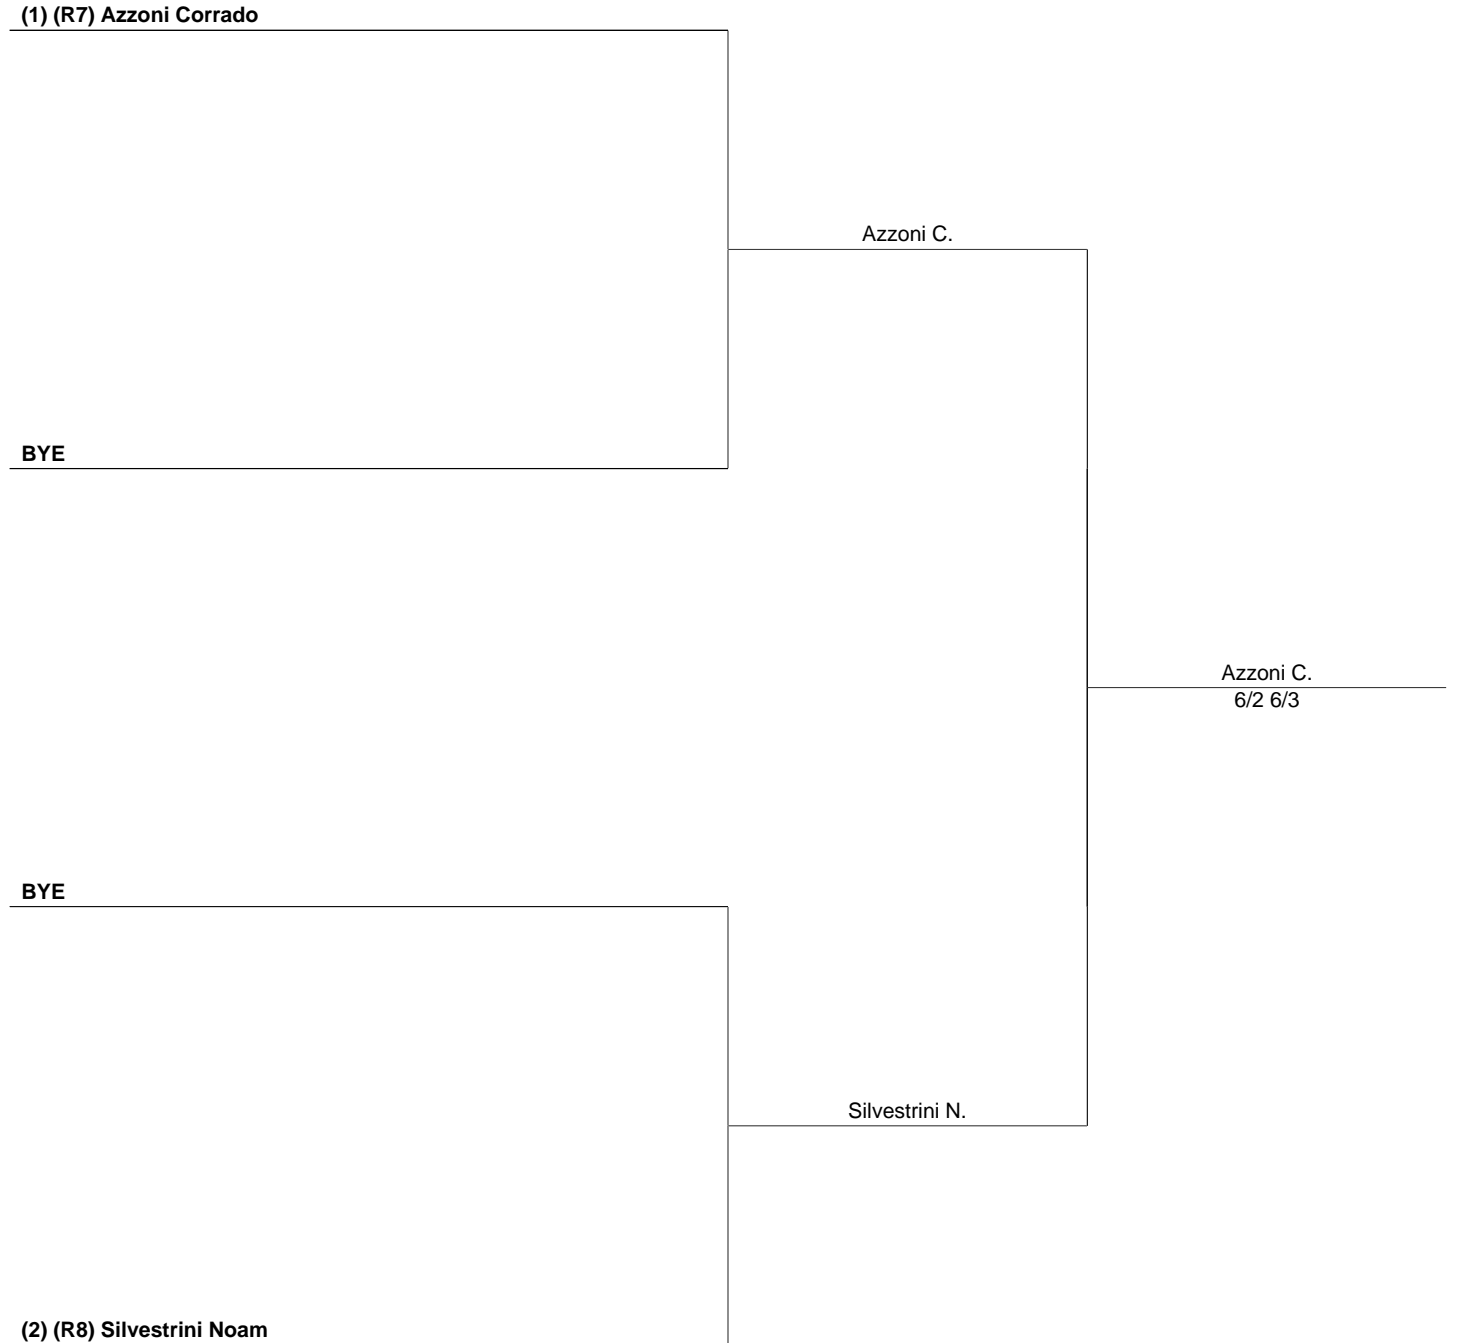 (1) (R7) Azzoni Corrado
Azzoni C.
BYE
Azzoni C.
6/2 6/3
BYE
Silvestrini N.
(2) (R8) Silvestrini Noam